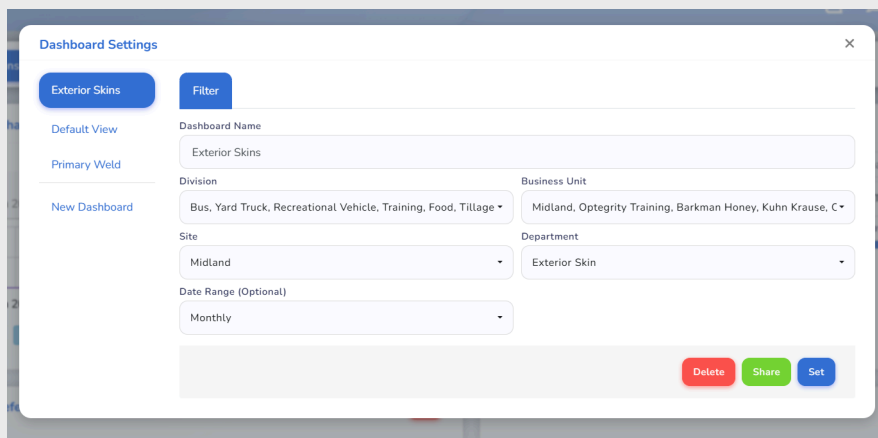 Dashboard Settings
×
Exterior Skins
Default View
Primary Weld
New Dashboard
Filter
Dashboard Name
Exterior Skins
Division
Business Unit
Bus, Yard Truck, Recreational Vehicle, Training, Food, Tillage
Midland, Optegrity Training, Barkman Honey, Kuhn Krause, C
Site
Department
Midland
Exterior Skin
Date Range (Optional)
Monthly
Delete
Share
Set